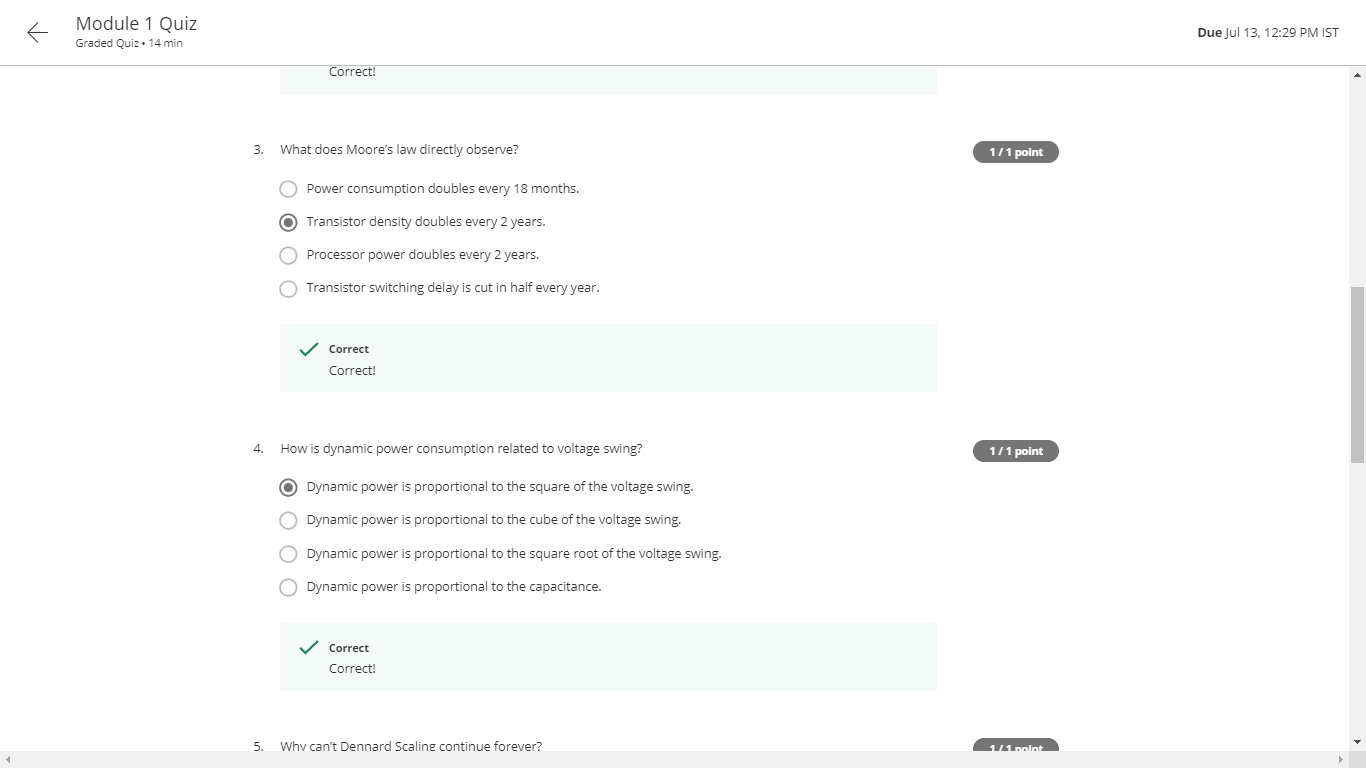 Module 1 Quiz
Graded Quiz • 14 min
Due Jul 13, 12:29 PM IST
Correct!
3. What does Moore's law directly observe?
1 / 1 point
Power consumption doubles every 18 months.
Transistor density doubles every 2 years.
Processor power doubles every 2 years.
Transistor switching delay is cut in half every year.
Correct
Correct!
4. How is dynamic power consumption related to voltage swing?
1 / 1 point
Dynamic power is proportional to the square of the voltage swing.
Dynamic power is proportional to the cube of the voltage swing.
Dynamic power is proportional to the square root of the voltage swing.
Dynamic power is proportional to the capacitance.
Correct
Correct!
5. Why can't Dennard Scaling continue forever?
1 / 1 point